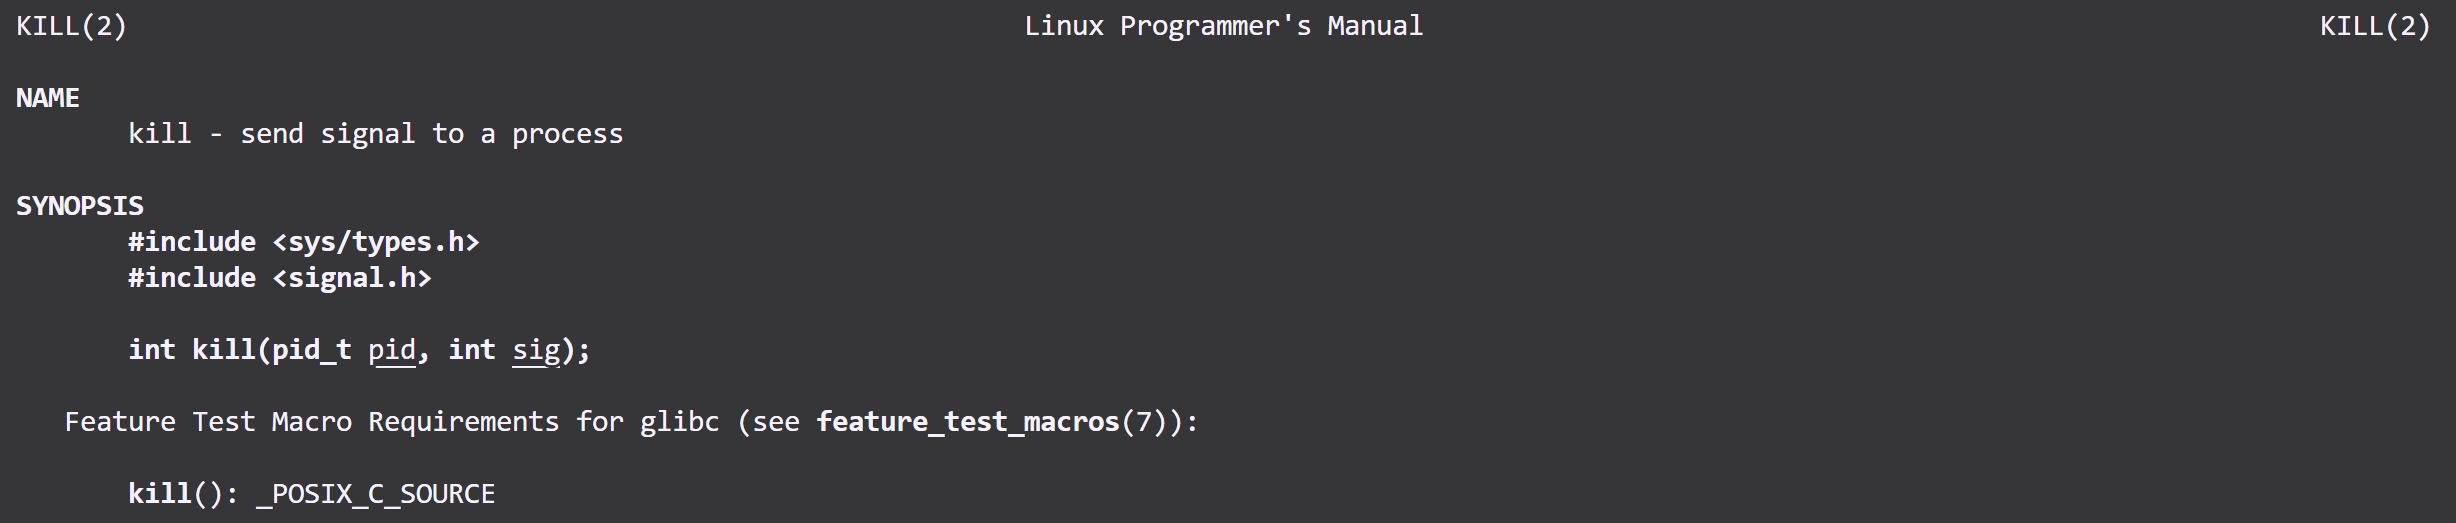 KILL(2) Linux Programmer's Manual KILL(2)
NAME
kill - send signal to a process
SYNOPSIS
#include <sys/types.h>
#include <signal.h>
int kill(pid_t pid, int sig);
Feature Test Macro Requirements for glibc (see feature_test_macros(7)):
kill(): _POSIX_C_SOURCE